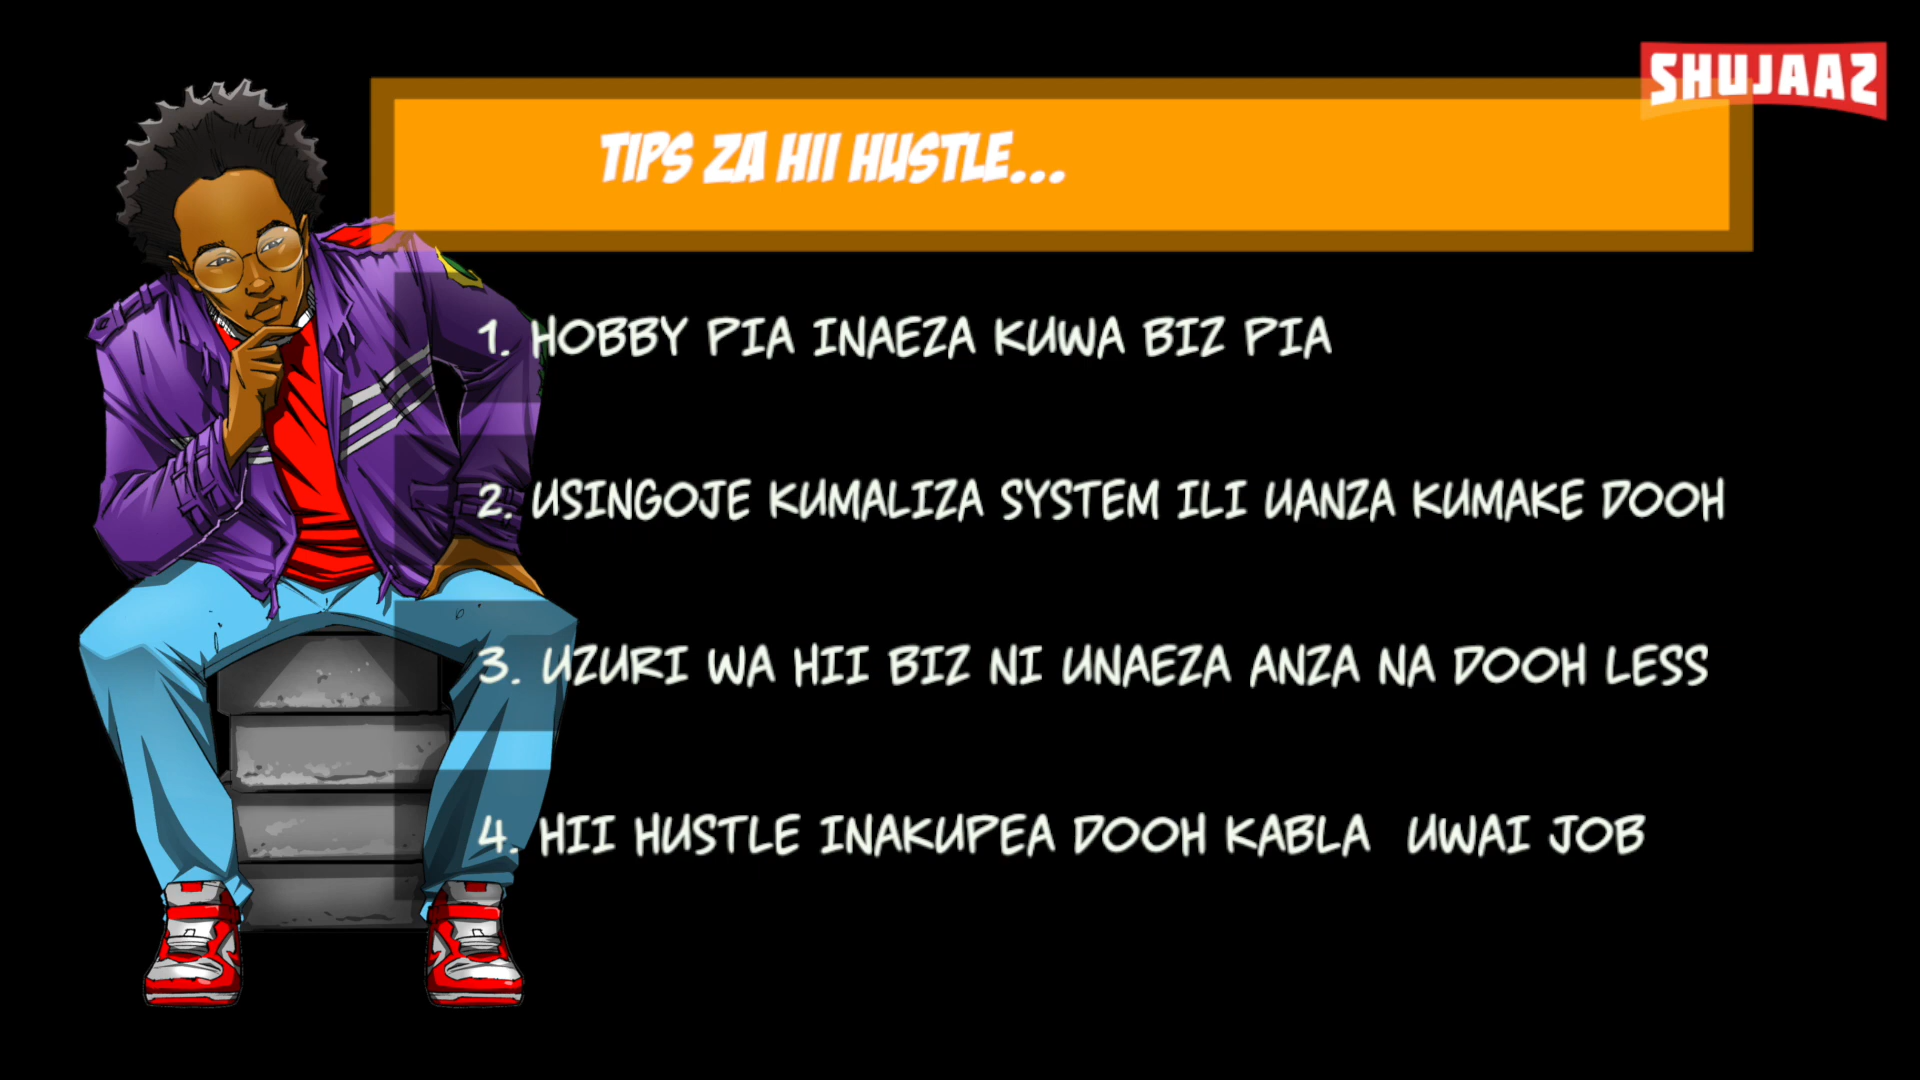 SHUJAAZ
TIPS ZA HII HUSTLE...
1. HOBBY PIA INAEZA KUWA BIZ PIA
2. USINGOJE KUMALIZA SYSTEM ILI UANZA KUMAKE DOOH
3. UZURI WA HII BIZ NI UNAEZA ANZA NA DOOH LESS
4. HII HUSTLE INAKUPEA DOOH KABLA UWAI JOB